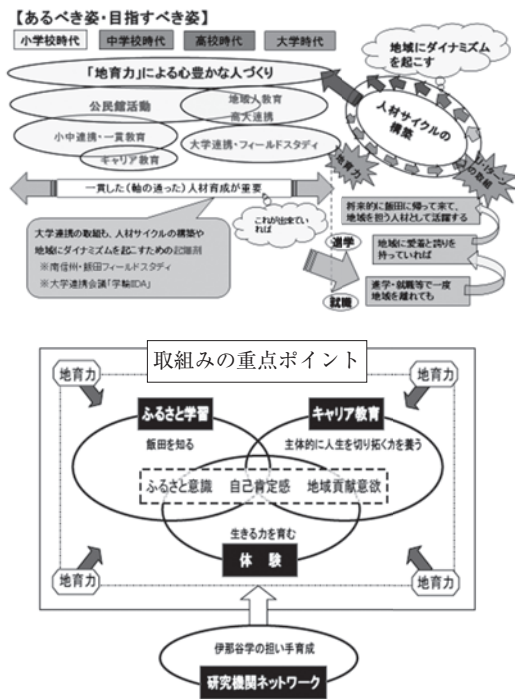 【あるべき姿・目指すべき姿】
小学校時代
中学校時代
高校時代
大学時代
地域にダイナミズムを
起こす
「地育力」による心豊かな人づくり
公民館活動
地域人教育
高大連携
人材サイクルの
構築
小中連携・一貫教育
キャリア教育
大学連携・フィールドスタディ
地育力
の取組
一貫した(軸の通った)人材育成が重要
将来的に飯田に帰って来て、
地域を担う人材として活躍する
これが出来てい
れば
大学連携の取組も、人材サイクルの構築や
地域にダイナミズムを起こすための起爆剤
※南信州・飯田フィールドスタディ
※大学連携会議「学輪IIDA」
進学
地域に愛着と誇りを
持っていれば
就職
進学・就職等で一度
地域を離れても
取組みの重点ポイント
地育力
地育力
ふるさと学習
キャリア教育
飯田を知る
主体的に人生を切り拓く力を養う
ふるさと意識 自己肯定感 地域貢献意欲
生きる力を育む
体 験
地育力
地育力
伊那谷学の担い手育成
研究機関ネットワーク